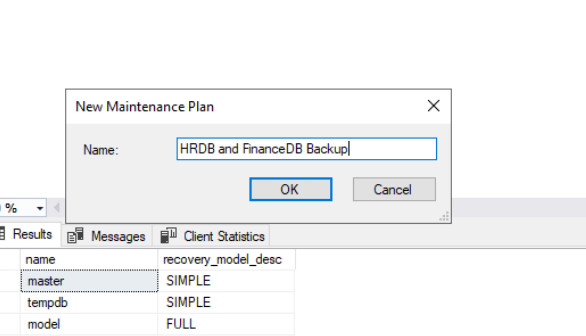 New Maintenance Plan
Name: HRDB and FinanceDB Backup
OK Cancel
%
Results Messages Client Statistics
name recovery_model_desc
master SIMPLE
tempdb SIMPLE
model FULL